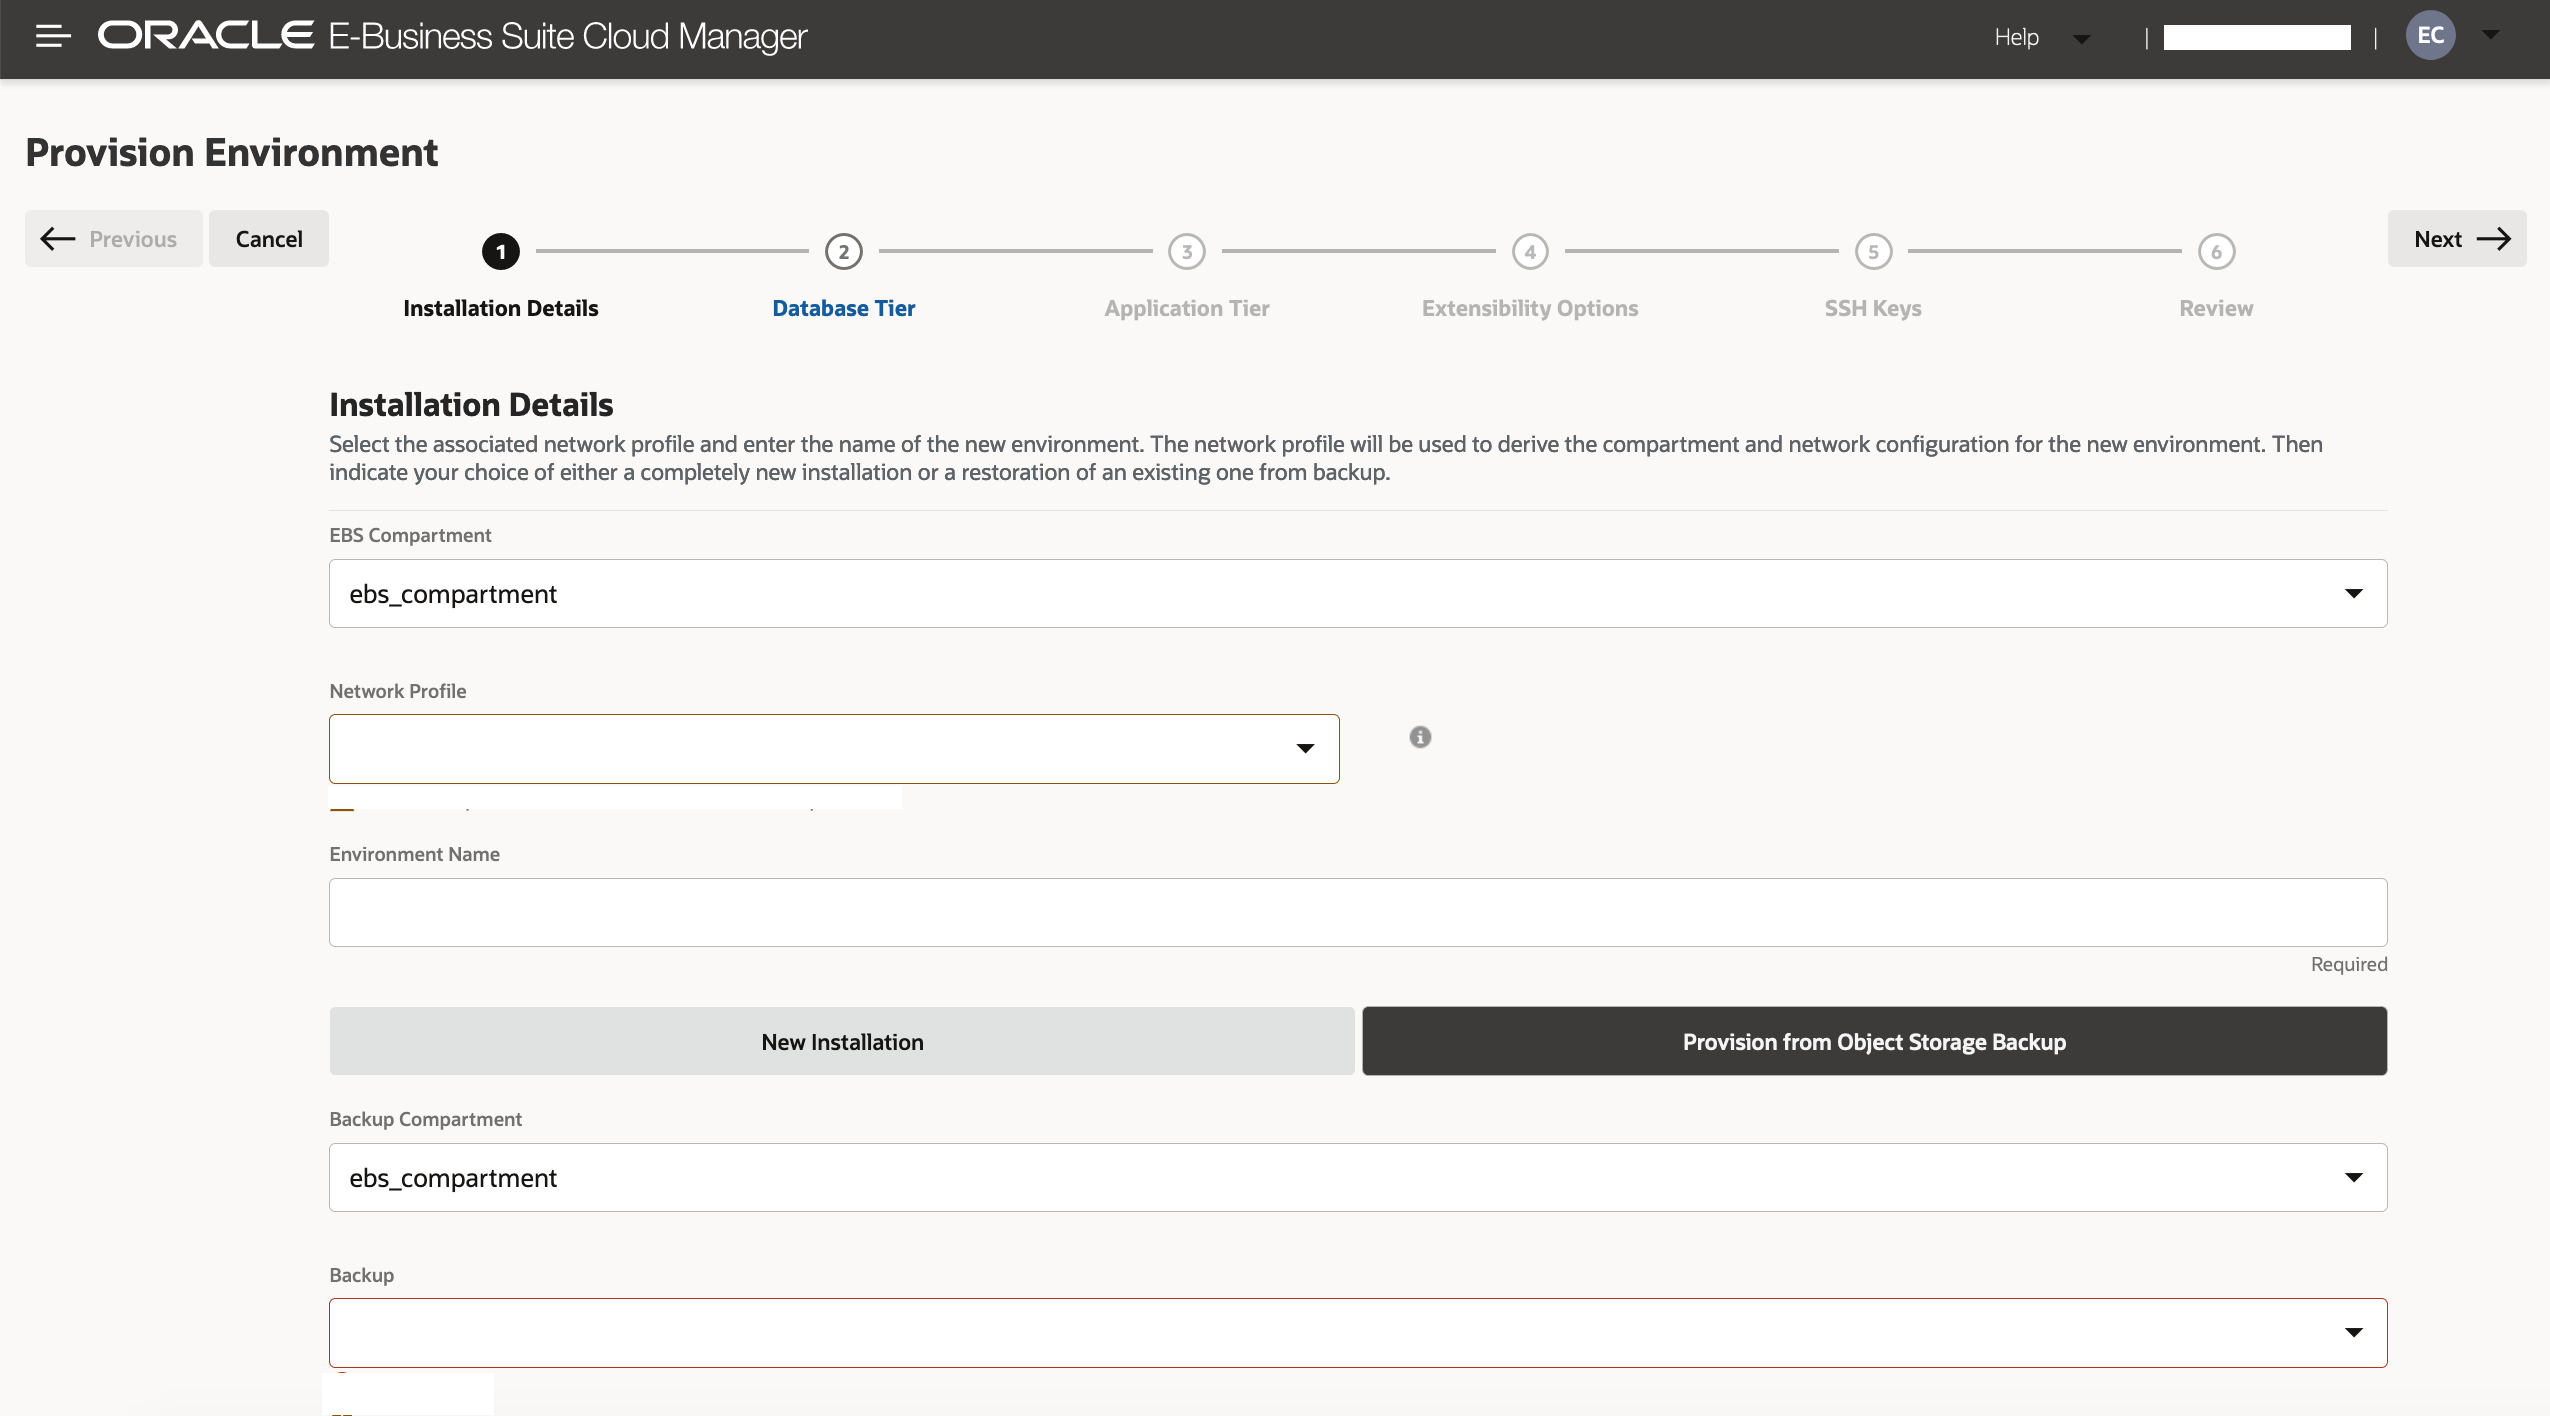 ORACLE E-Business Suite Cloud Manager
Help
EC
Provision Environment
Previous
Cancel
1
2
3
4
5
6
Next
Installation Details
Database Tier
Application Tier
Extensibility Options
SSH Keys
Review
Installation Details
Select the associated network profile and enter the name of the new environment. The network profile will be used to derive the compartment and network configuration for the new environment. Then
indicate your choice of either a completely new installation or a restoration of an existing one from backup.
EBS Compartment
ebs_compartment
Network Profile
Environment Name
Required
New Installation
Provision from Object Storage Backup
Backup Compartment
ebs_compartment
Backup